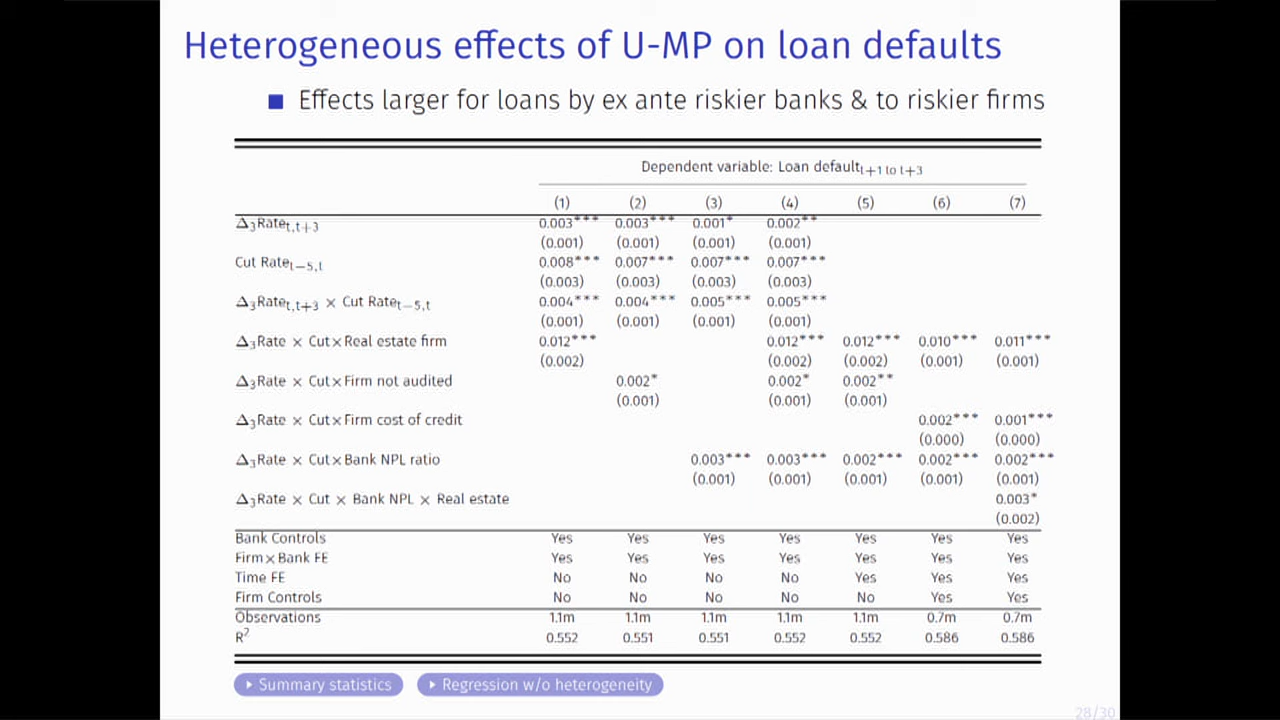 Heterogeneous effects of U-MP on loan defaults
■ Effects larger for loans by ex ante riskier banks & to riskier firms
Dependent variable: Loan default_{t+1 to t+3}
(1) (2) (3) (4) (5) (6) (7)
Δ₃Rate_{t,t+3} 0.003*** 0.003*** 0.001* 0.002**
(0.001) (0.001) (0.001) (0.001)
Cut Rate_{t−5,t} 0.008*** 0.007*** 0.007*** 0.007***
(0.003) (0.003) (0.003) (0.003)
Δ₃Rate_{t,t+3} × Cut Rate_{t−5,t} 0.004*** 0.004*** 0.005*** 0.005***
(0.001) (0.001) (0.001) (0.001)
Δ₃Rate × Cut×Real estate firm 0.012*** 0.012*** 0.012*** 0.010*** 0.011***
(0.002) (0.002) (0.002) (0.001) (0.001)
Δ₃Rate × Cut×Firm not audited 0.002* 0.002* 0.002**
(0.001) (0.001) (0.001)
Δ₃Rate × Cut×Firm cost of credit 0.002*** 0.001***
(0.000) (0.000)
Δ₃Rate × Cut×Bank NPL ratio 0.003*** 0.003*** 0.002*** 0.002*** 0.002***
(0.001) (0.001) (0.001) (0.001) (0.001)
Δ₃Rate × Cut × Bank NPL × Real estate 0.003*
(0.002)
Bank Controls Yes Yes Yes Yes Yes Yes Yes
Firm×Bank FE Yes Yes Yes Yes Yes Yes Yes
Time FE No No No No Yes Yes Yes
Firm Controls No No No No No Yes Yes
Observations 1.1m 1.1m 1.1m 1.1m 1.1m 0.7m 0.7m
R² 0.552 0.551 0.551 0.552 0.552 0.586 0.586
Summary statistics Regression w/o heterogeneity
28/30